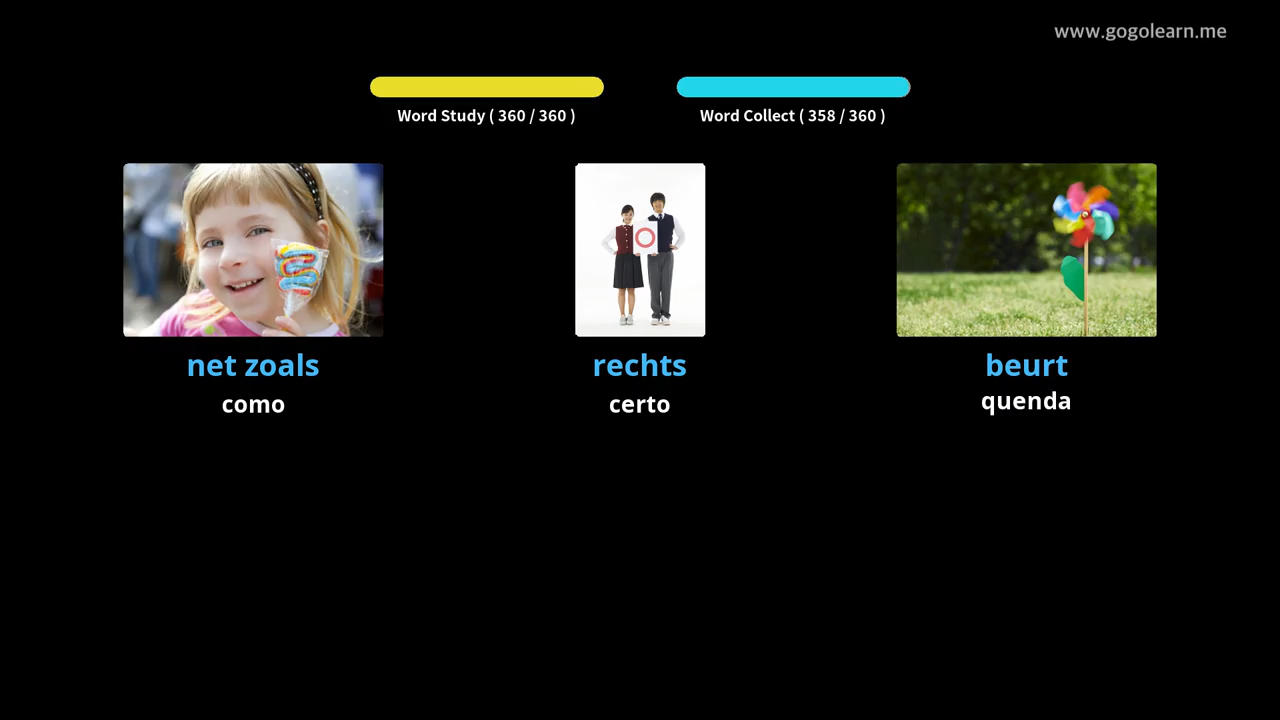 www.gogolearn.me
Word Study ( 360 / 360 )
Word Collect ( 358 / 360 )
net zoals
como
rechts
certo
beurt
quenda